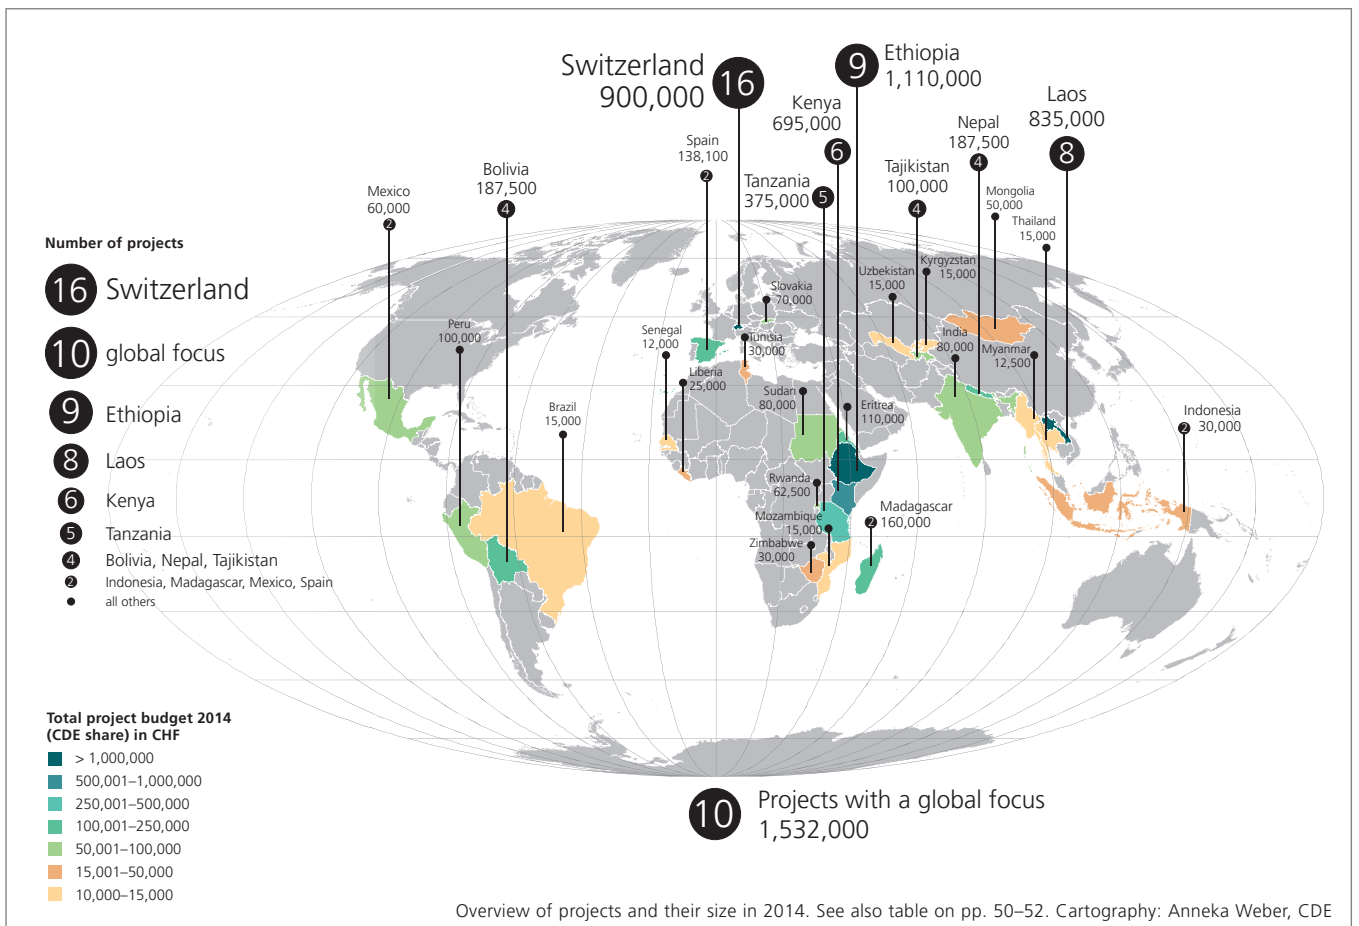 Switzerland
900,000
16
9
Ethiopia
1,110,000
Kenya
695,000
6
Laos
835,000
8
Nepal
187,500
4
Spain
138,100
2
Bolivia
187,500
4
Tanzania
375,000
5
Tajikistan
100,000
4
Mexico
60,000
2
Mongolia
50,000
Thailand
15,000
Number of projects
16 Switzerland
10 global focus
9 Ethiopia
8 Laos
6 Kenya
5 Tanzania
4 Bolivia, Nepal, Tajikistan
2 Indonesia, Madagascar, Mexico, Spain
all others
Peru
100,000
Brazil
15,000
Senegal
12,000
Liberia
25,000
Slovakia
70,000
Tunisia
30,000
Sudan
80,000
Eritrea
110,000
Uzbekistan
15,000
Kyrgyzstan
15,000
India
80,000
Myanmar
12,500
Indonesia
2 30,000
Rwanda
62,500
Mozambique
15,000
Zimbabwe
30,000
Madagascar
2 160,000
Total project budget 2014
(CDE share) in CHF
> 1,000,000
500,001–1,000,000
250,001–500,000
100,001–250,000
50,001–100,000
15,001–50,000
10,000–15,000
10
Projects with a global focus
1,532,000
Overview of projects and their size in 2014. See also table on pp. 50–52. Cartography: Anneka Weber, CDE